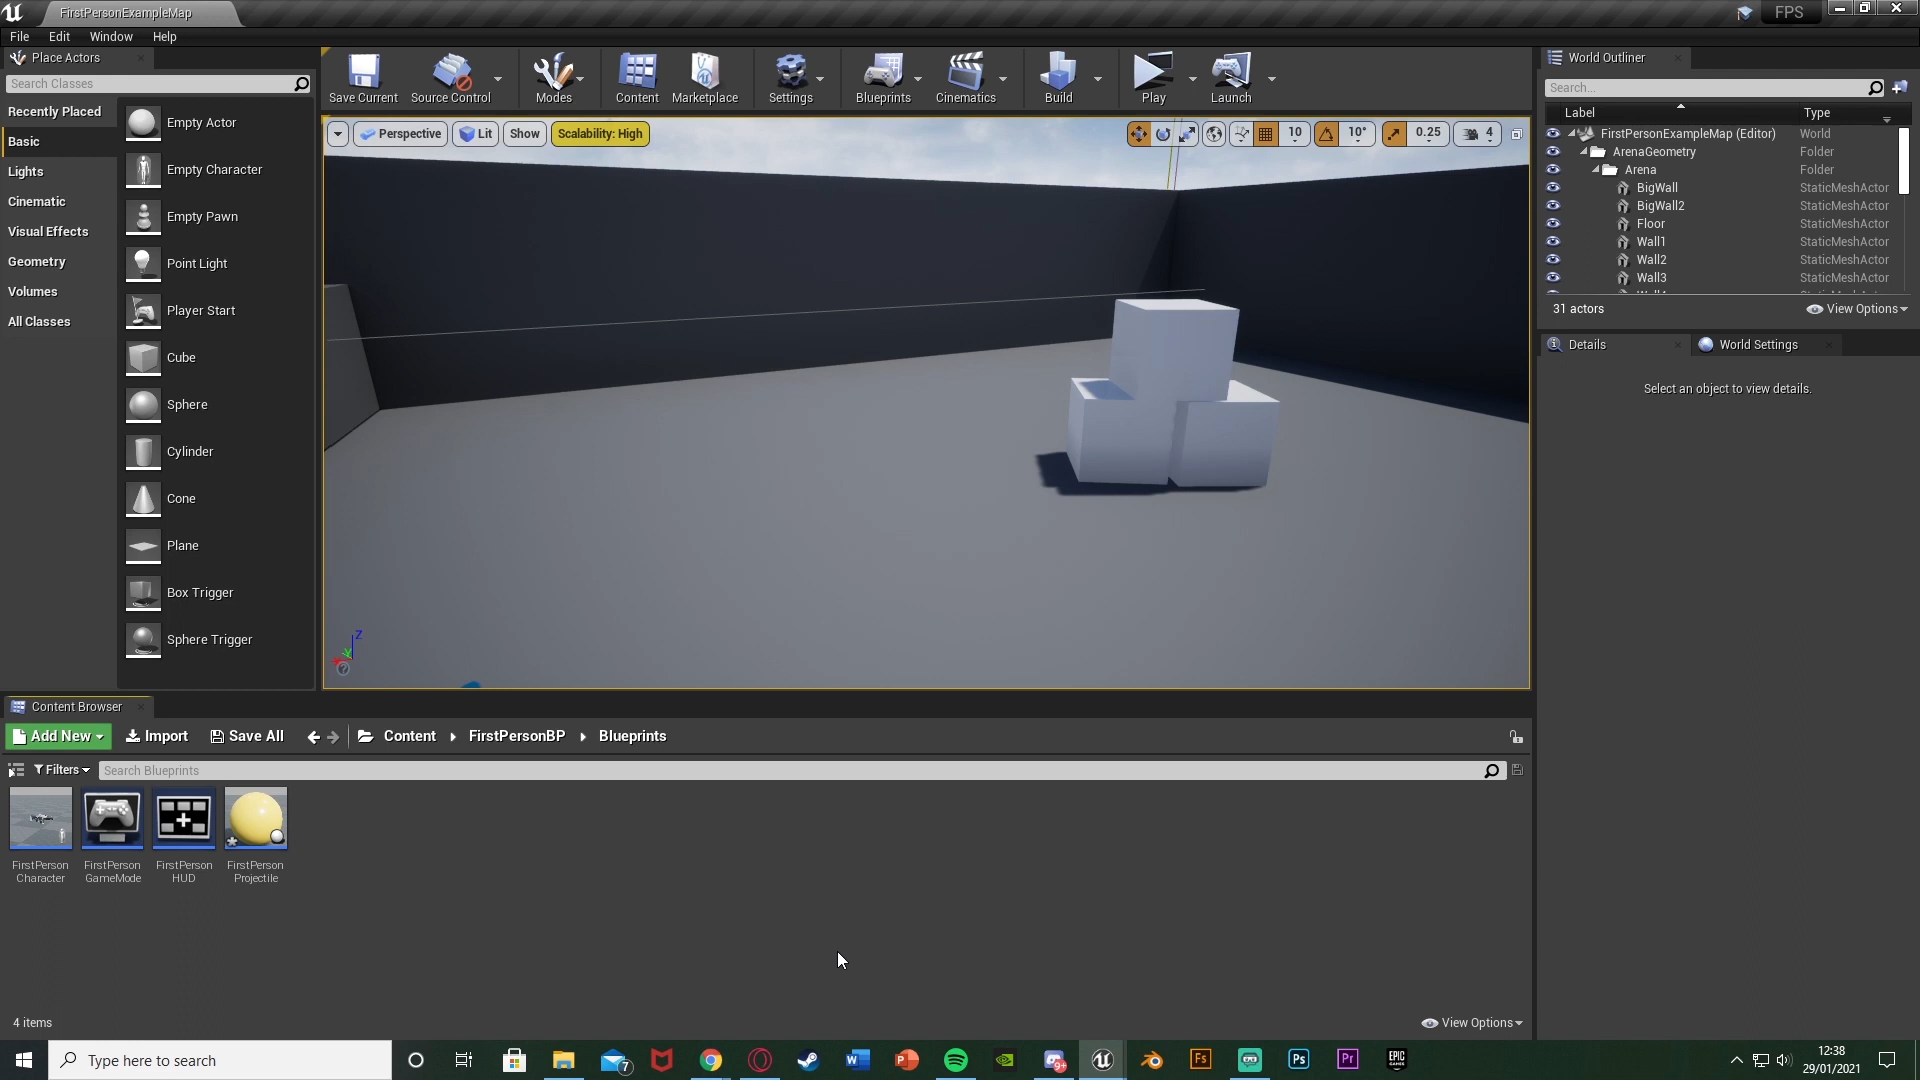 FirstPersonExampleMap
FPS
File Edit Window Help
Place Actors
Search Classes
Recently Placed
Basic
Lights
Cinematic
Visual Effects
Geometry
Volumes
All Classes
Empty Actor
Empty Character
Empty Pawn
Point Light
Player Start
Cube
Sphere
Cylinder
Cone
Plane
Box Trigger
Sphere Trigger
Save Current Source Control Modes Content Marketplace Settings Blueprints Cinematics Build Play Launch
Perspective Lit Show Scalability: High 10 10° 0.25 4
Z
Y
World Outliner
Search...
Label Type
FirstPersonExampleMap (Editor) World
ArenaGeometry Folder
Arena Folder
BigWall StaticMeshActor
BigWall2 StaticMeshActor
Floor StaticMeshActor
Wall1 StaticMeshActor
Wall2 StaticMeshActor
Wall3 StaticMeshActor
31 actors View Options
Details World Settings
Select an object to view details.
Content Browser
Add New Import Save All Content FirstPersonBP Blueprints
Filters Search Blueprints
FirstPerson
Character
FirstPerson
GameMode
FirstPerson
HUD
FirstPerson
Projectile
4 items View Options
Type here to search
7
9+
Fs
Ps
Pr
EPIC
GAMES
12:38
29/01/2021